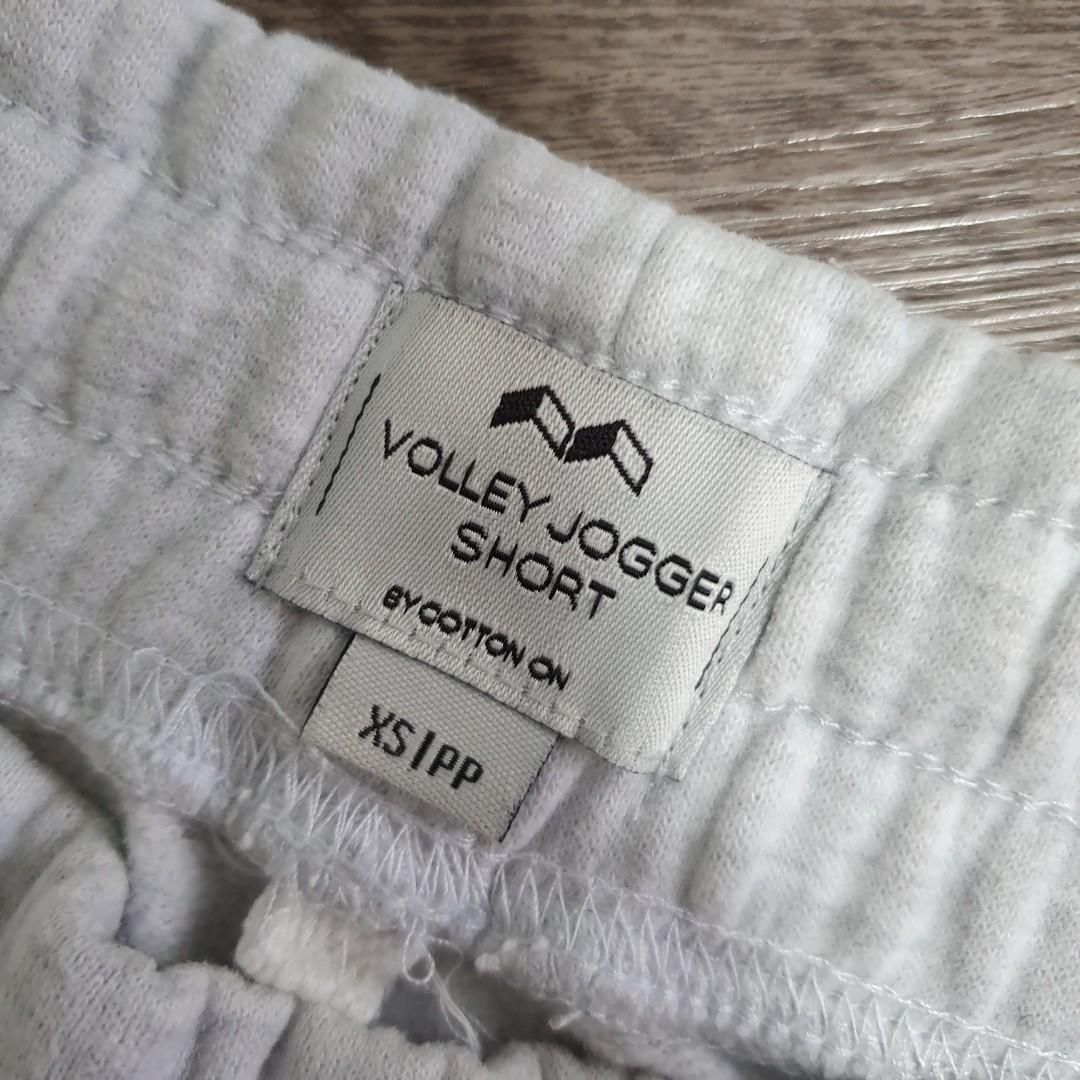 VOLLEY JOGGER
SHORT
BY COTTON ON
XS|PP